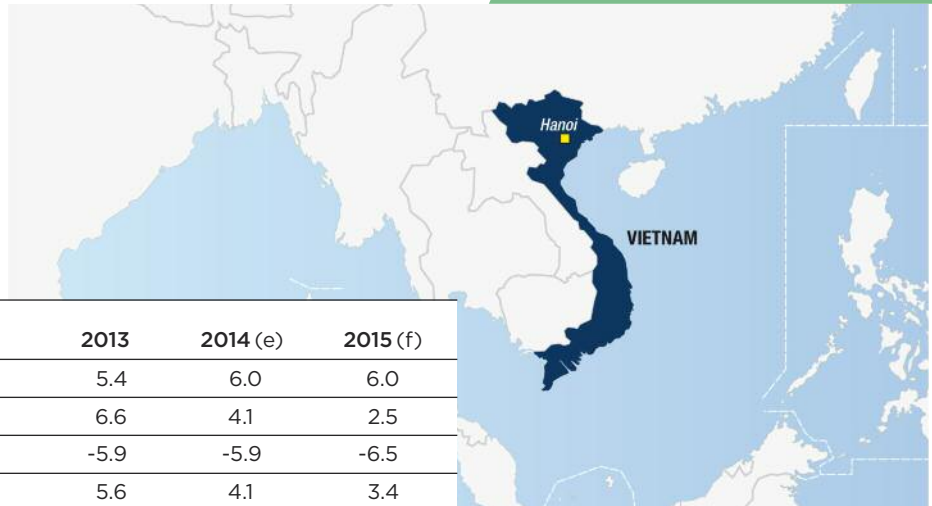 Hanoi
VIETNAM
2013 2014 (e) 2015 (f)
5.4 6.0 6.0
6.6 4.1 2.5
-5.9 -5.9 -6.5
5.6 4.1 3.4